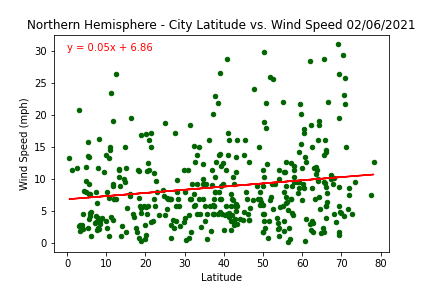 Northern Hemisphere - City Latitude vs. Wind Speed 02/06/2021
y = 0.05x + 6.86
30
25
20
15
10
5
0
Wind Speed (mph)
0 10 20 30 40 50 60 70 80
Latitude